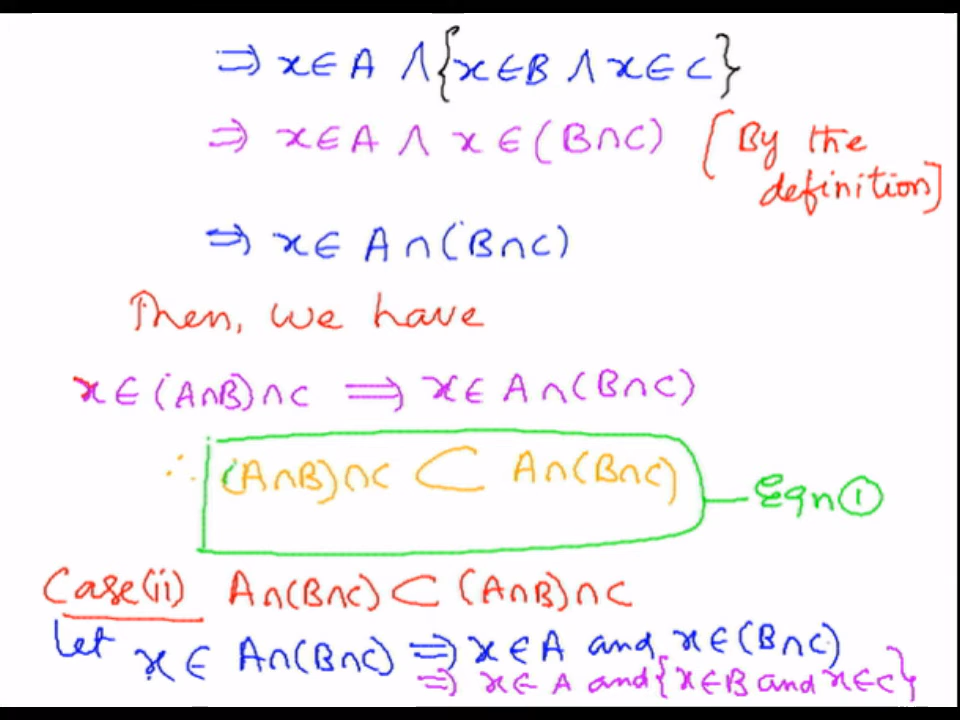 ⇒ x∈A ∧ {x∈B ∧ x∈C}
⇒ x∈A ∧ x∈(B∩C) [By the
definition]
⇒ x∈ A∩(B∩C)
Then, we have
x∈(A∩B)∩C ⇒ x∈A∩(B∩C)
∴ (A∩B)∩C ⊂ A∩(B∩C) — Eqn ①
Case(ii) A∩(B∩C) ⊂ (A∩B)∩C
Let x∈ A∩(B∩C) ⇒ x∈A and x∈(B∩C)
⇒ x∈A and {x∈B and x∈C}